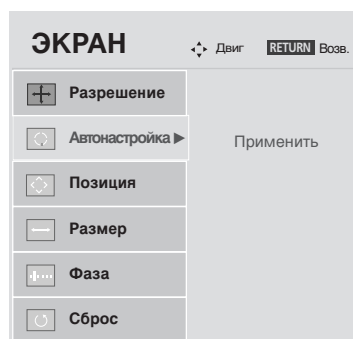 ЭКРАН Двиг RETURN Возв.
Разрешение
Автонастройка Применить
Позиция
Размер
Фаза
Сброс